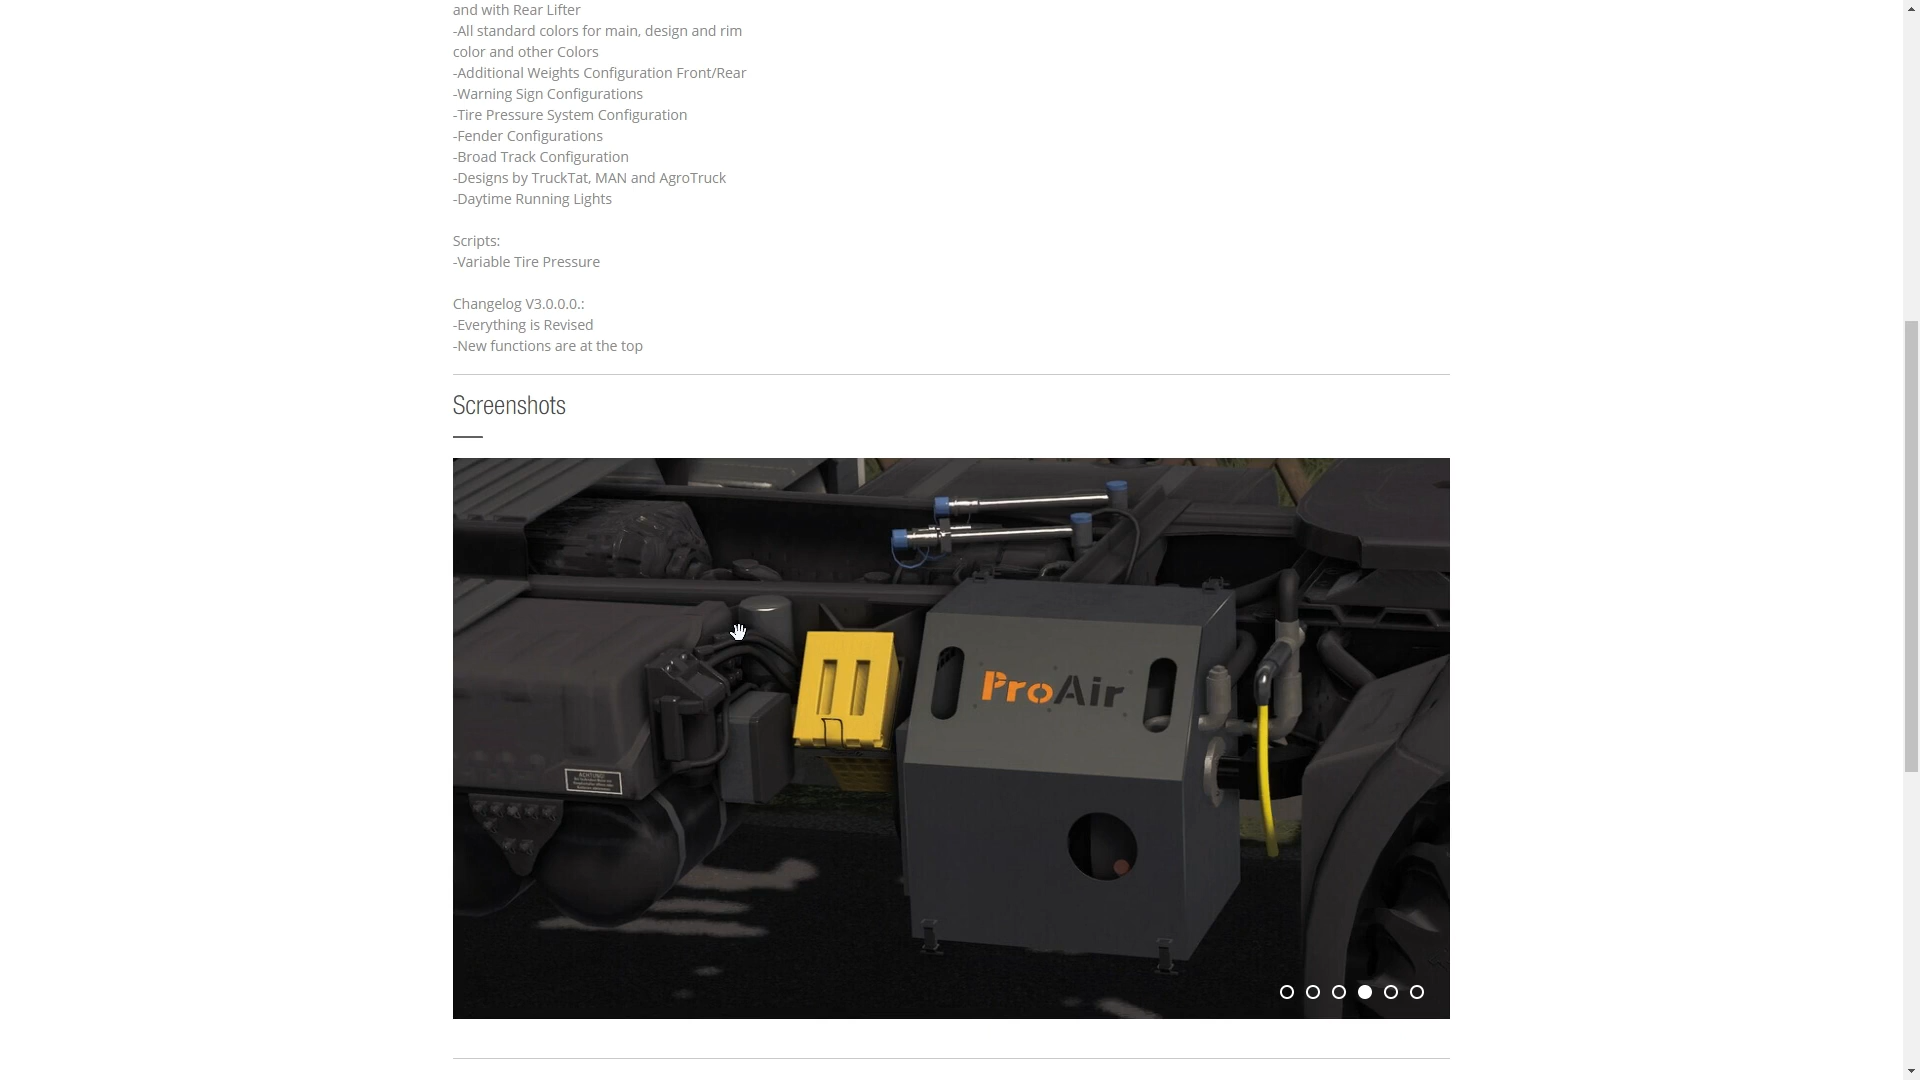 and with Rear Lifter
-All standard colors for main, design and rim
color and other Colors
-Additional Weights Configuration Front/Rear
-Warning Sign Configurations
-Tire Pressure System Configuration
-Fender Configurations
-Broad Track Configuration
-Designs by TruckTat, MAN and AgroTruck
-Daytime Running Lights
Scripts:
-Variable Tire Pressure
Changelog V3.0.0.0.:
-Everything is Revised
-New functions are at the top
Screenshots
ProAir
ACHTUNG!